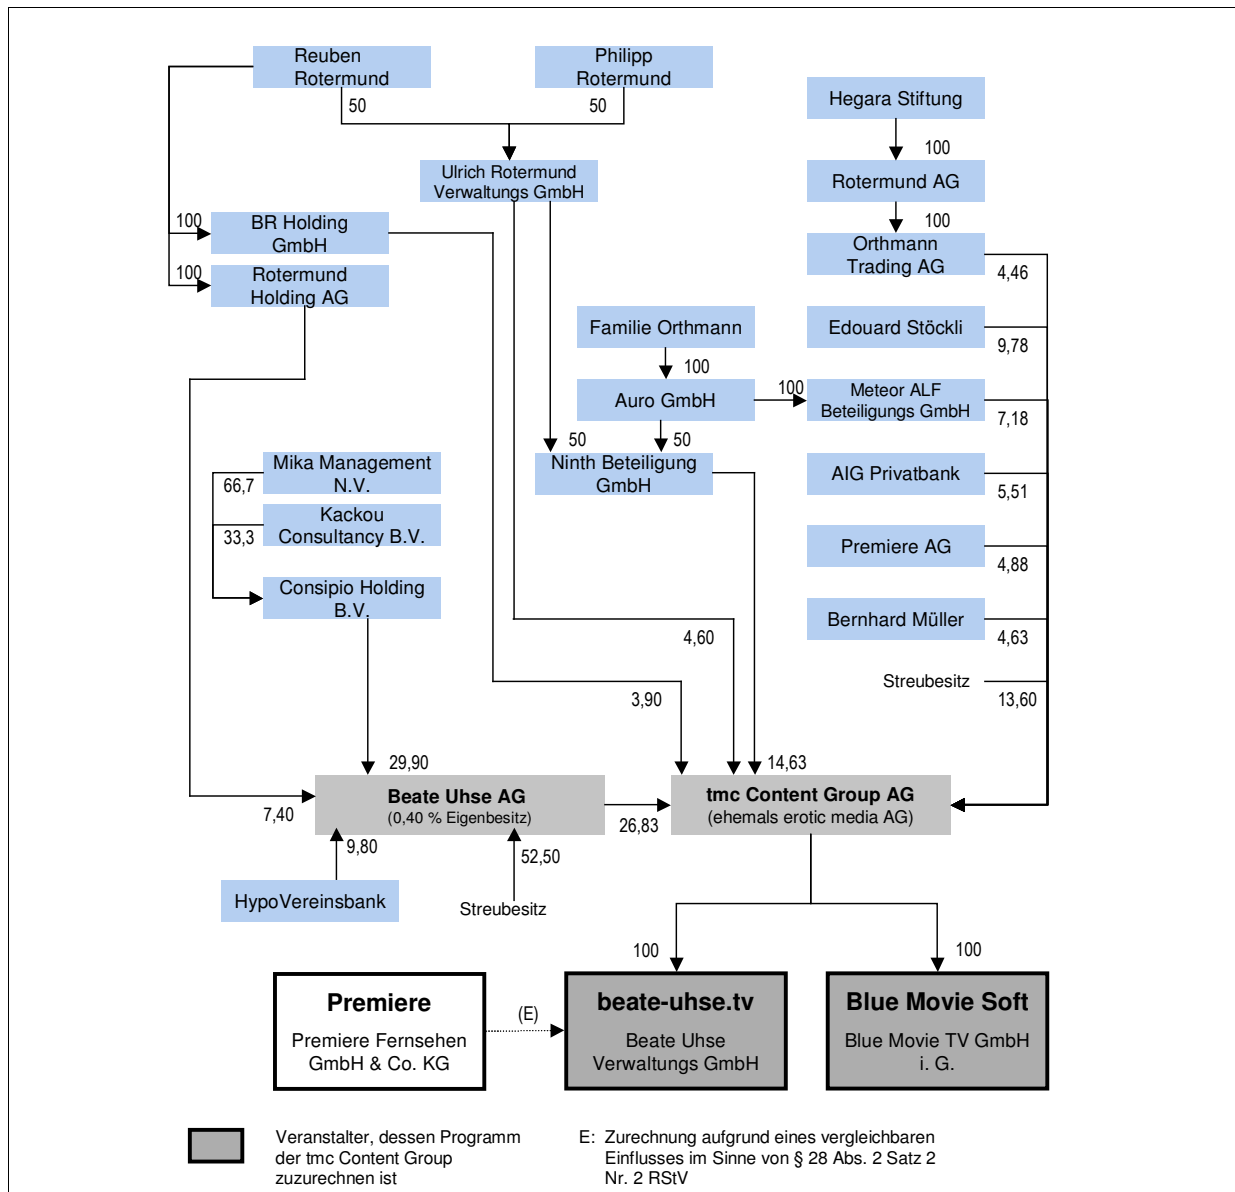 Reuben
Rotermund
Philipp
Rotermund
50
50
Hegara Stiftung
100
Ulrich Rotermund
Verwaltungs GmbH
Rotermund AG
100
100
BR Holding
GmbH
Orthmann
Trading AG
4,46
100
Rotermund
Holding AG
Familie Orthmann
Edouard Stöckli
9,78
100
Auro GmbH
100
Meteor ALF
Beteiligungs GmbH
7,18
50
50
Mika Management
N.V.
66,7
Ninth Beteiligung
GmbH
AIG Privatbank
5,51
Kackou
Consultancy B.V.
33,3
Premiere AG
4,88
Consipio Holding
B.V.
Bernhard Müller
4,63
4,60
Streubesitz
13,60
3,90
29,90
14,63
Beate Uhse AG
(0,40 % Eigenbesitz)
7,40
26,83
tmc Content Group AG
(ehemals erotic media AG)
9,80
52,50
HypoVereinsbank
Streubesitz
100
100
Premiere
Premiere Fernsehen
GmbH & Co. KG
(E)
beate-uhse.tv
Beate Uhse
Verwaltungs GmbH
Blue Movie Soft
Blue Movie TV GmbH
i. G.
Veranstalter, dessen Programm
der tmc Content Group
zuzurechnen ist
E: Zurechnung aufgrund eines vergleichbaren
Einflusses im Sinne von § 28 Abs. 2 Satz 2
Nr. 2 RStV